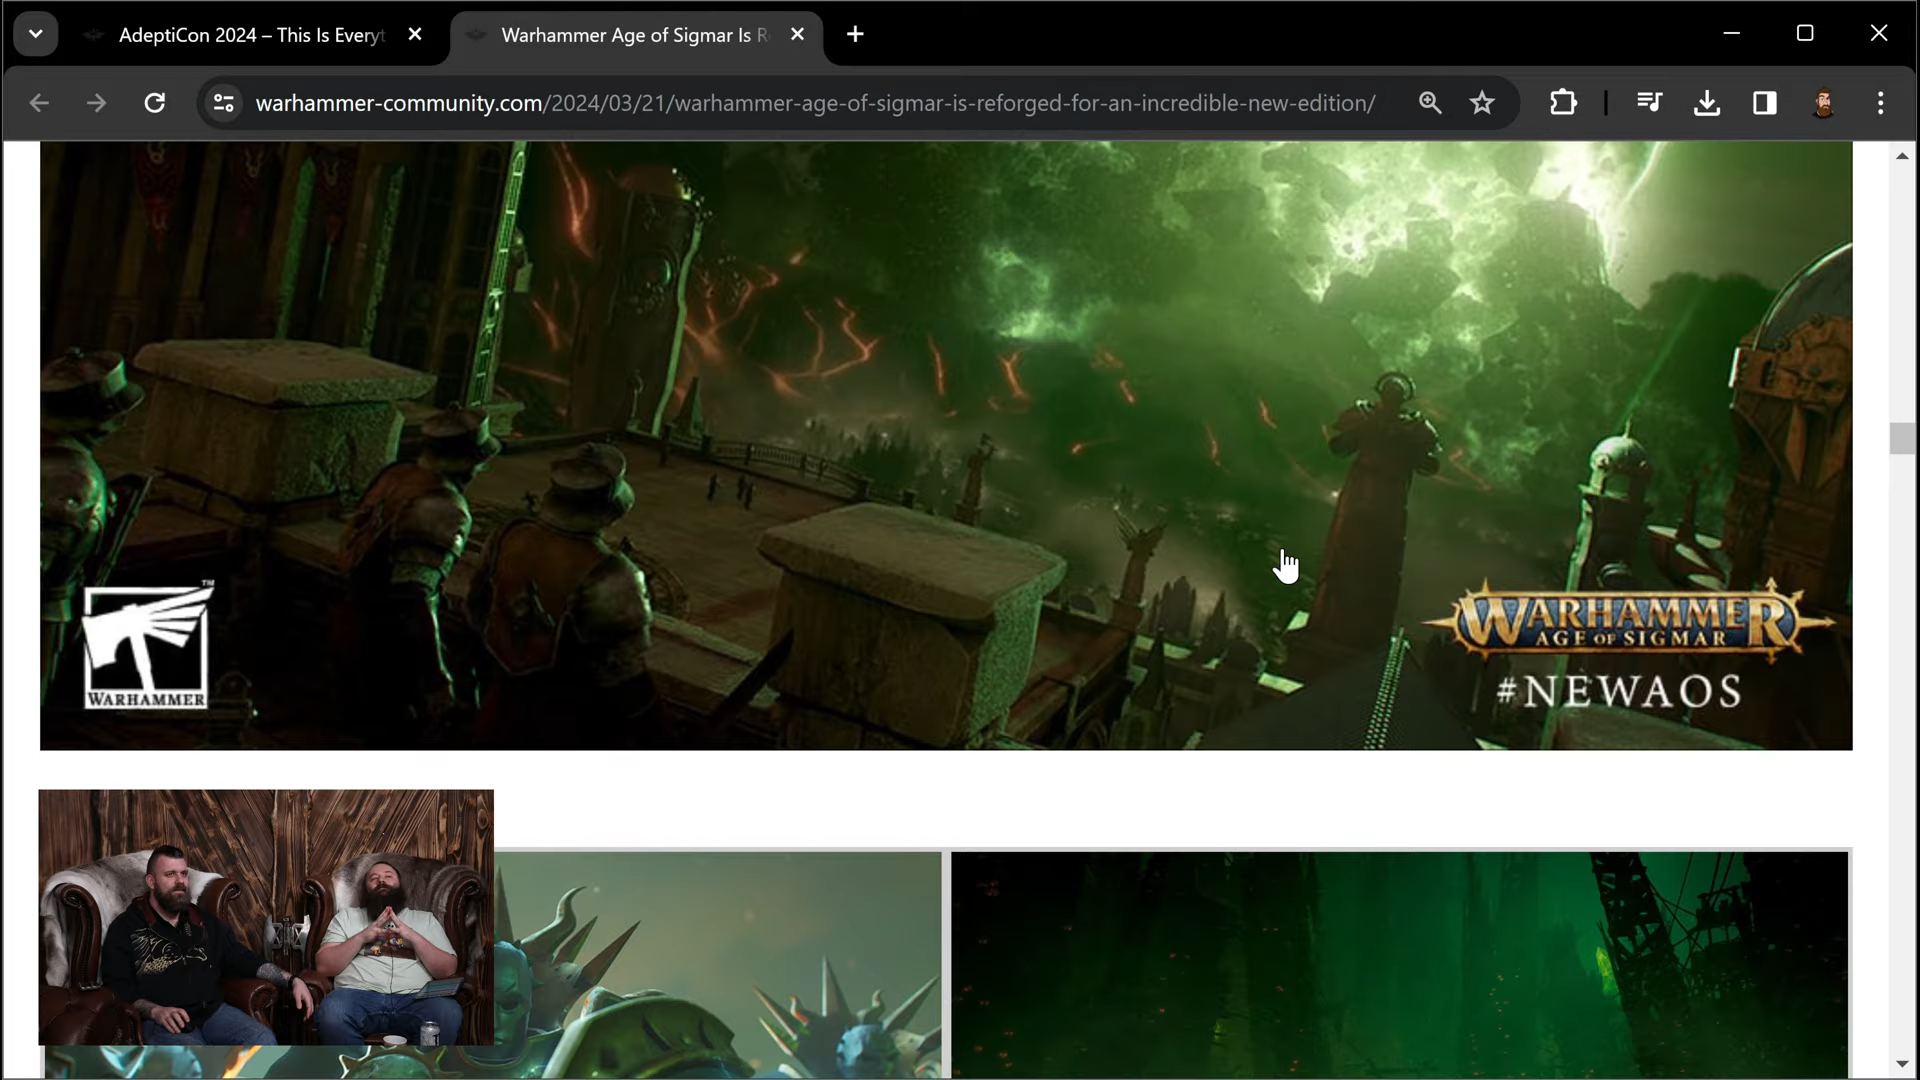 AdeptiCon 2024 – This Is Everyt
Warhammer Age of Sigmar Is R
warhammer-community.com/2024/03/21/warhammer-age-of-sigmar-is-reforged-for-an-incredible-new-edition/
WARHAMMER™
WARHAMMER
AGE OF SIGMAR
#NEWAOS